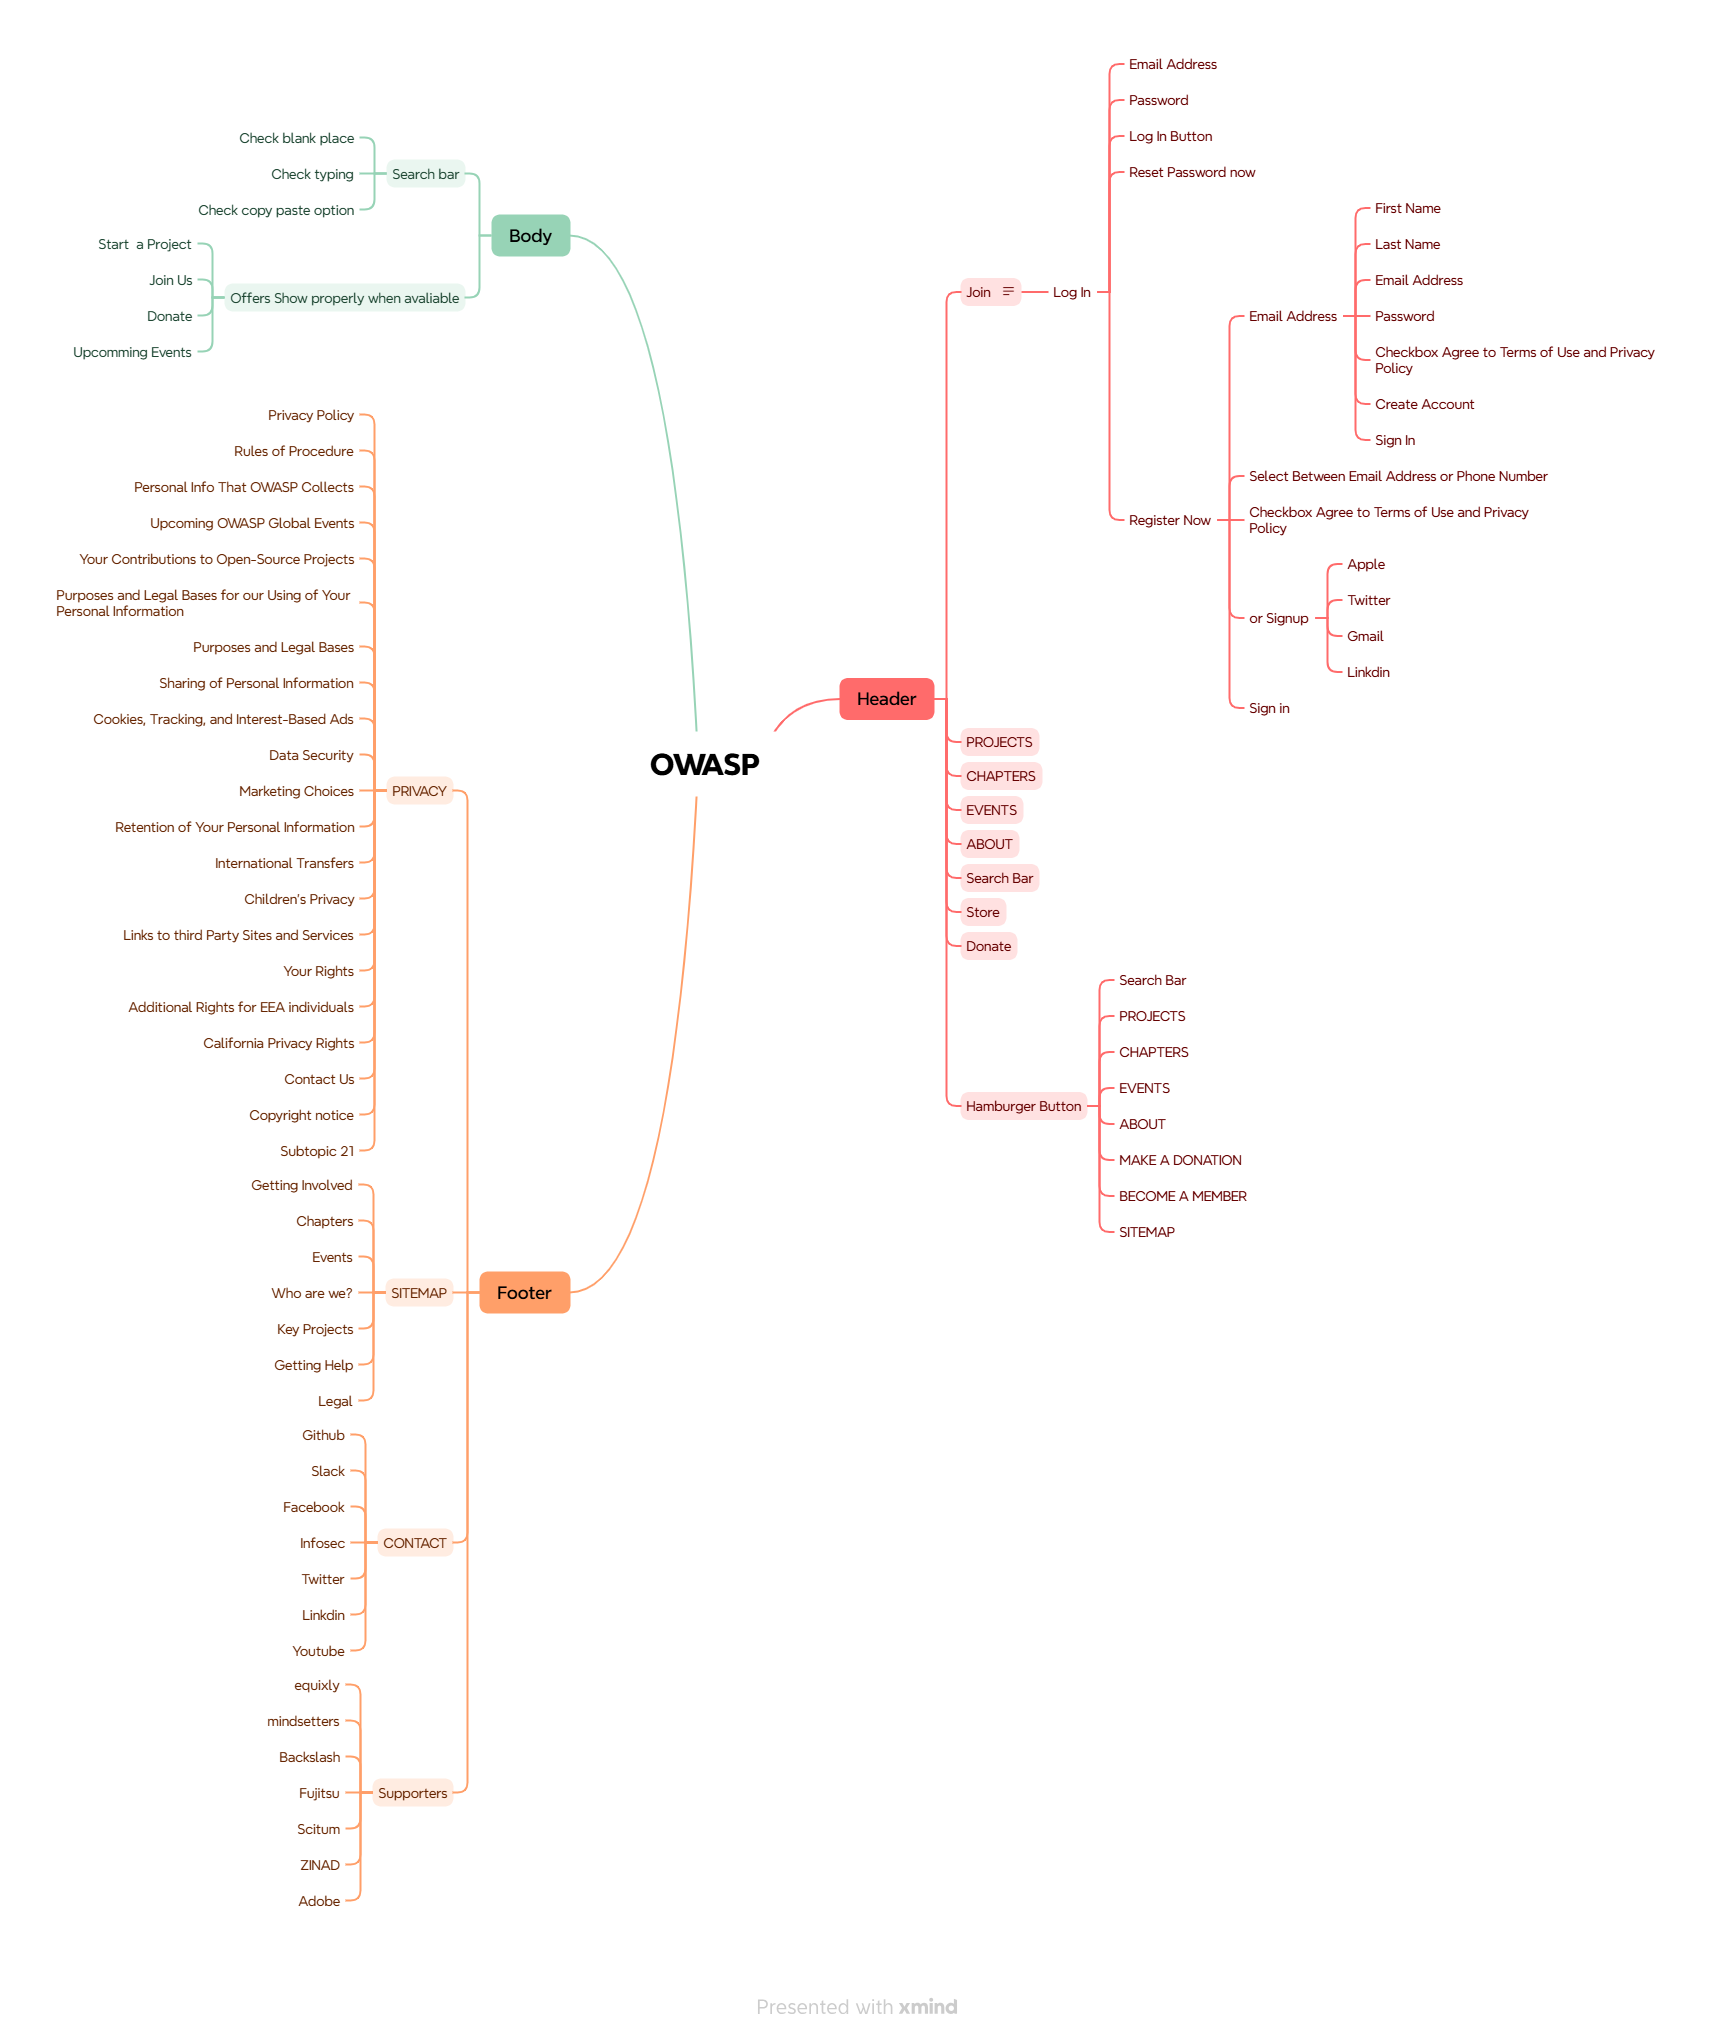 OWASP
Header
Join
Log In
Email Address
Password
Log In Button
Reset Password now
Register Now
Email Address
First Name
Last Name
Email Address
Password
Checkbox Agree to Terms of Use and Privacy
Policy
Create Account
Sign In
Select Between Email Address or Phone Number
Checkbox Agree to Terms of Use and Privacy
Policy
or Signup
Apple
Twitter
Gmail
Linkdin
Sign in
PROJECTS
CHAPTERS
EVENTS
ABOUT
Search Bar
Store
Donate
Hamburger Button
Search Bar
PROJECTS
CHAPTERS
EVENTS
ABOUT
MAKE A DONATION
BECOME A MEMBER
SITEMAP
Body
Search bar
Check blank place
Check typing
Check copy paste option
Offers Show properly when avaliable
Start  a Project
Join Us
Donate
Upcomming Events
Footer
PRIVACY
Privacy Policy
Rules of Procedure
Personal Info That OWASP Collects
Upcoming OWASP Global Events
Your Contributions to Open-Source Projects
Purposes and Legal Bases for our Using of Your
Personal Information
Purposes and Legal Bases
Sharing of Personal Information
Cookies, Tracking, and Interest-Based Ads
Data Security
Marketing Choices
Retention of Your Personal Information
International Transfers
Children's Privacy
Links to third Party Sites and Services
Your Rights
Additional Rights for EEA individuals
California Privacy Rights
Contact Us
Copyright notice
Subtopic 21
SITEMAP
Getting Involved
Chapters
Events
Who are we?
Key Projects
Getting Help
Legal
CONTACT
Github
Slack
Facebook
Infosec
Twitter
Linkdin
Youtube
Supporters
equixly
mindsetters
Backslash
Fujitsu
Scitum
ZINAD
Adobe
Presented with xmind